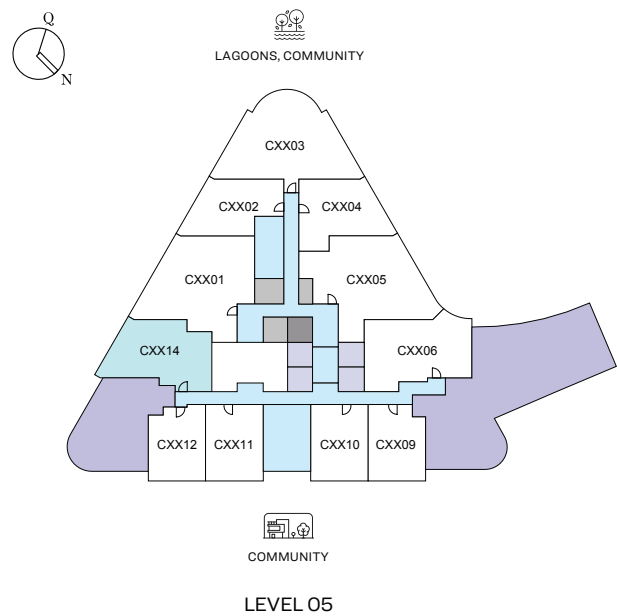 Q
N
LAGOONS, COMMUNITY
CXX03
CXX02
CXX04
CXX01
CXX05
CXX14
CXX06
CXX12
CXX11
CXX10
CXX09
COMMUNITY
LEVEL 05